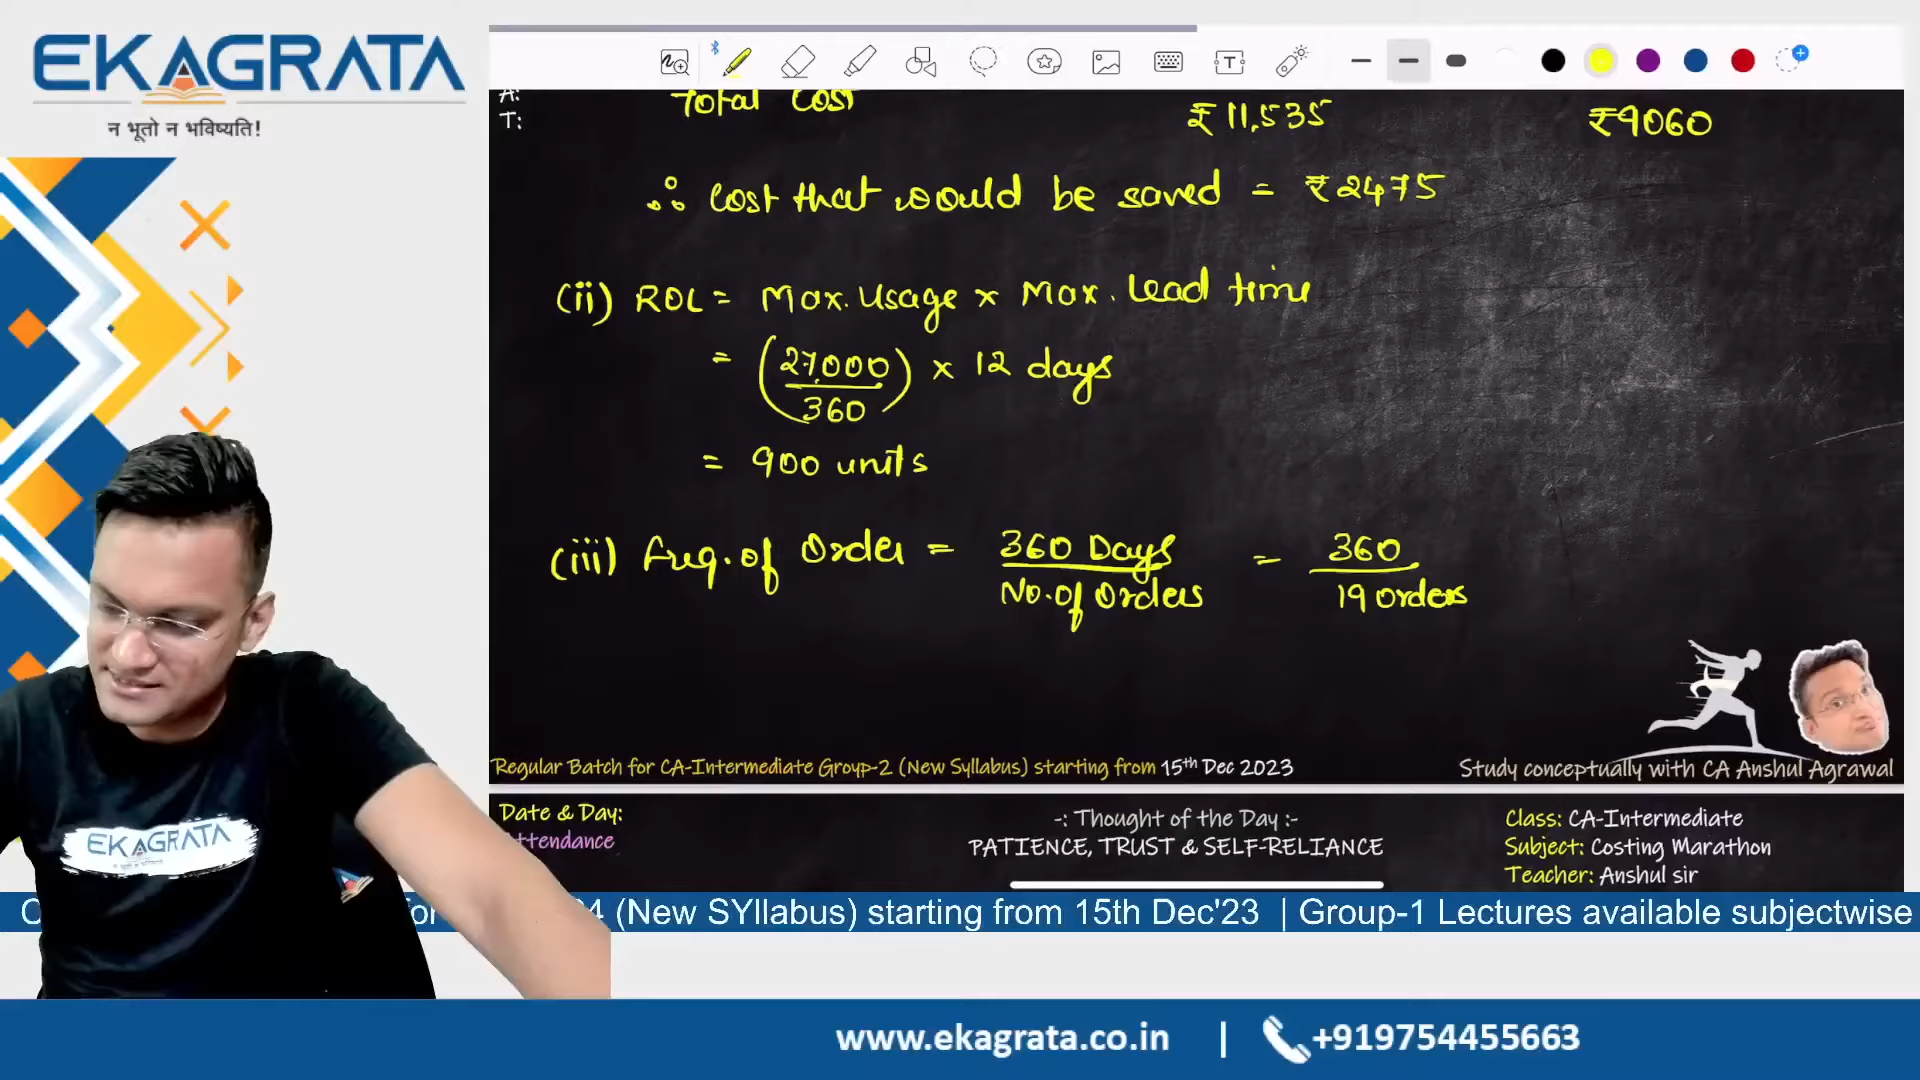 EKAGRATA
न भूतो न भविष्यति!
A:
T:
Total Cost
₹ 11,535
₹9060
∴ Cost that would be saved = ₹2475
(ii) ROL = Max. Usage x Max. Lead time
= (27,000/360) x 12 days
= 900 units
(iii) Freq. of Order = 360 Days/No. of Orders = 360/19 orders
Regular Batch for CA-Intermediate Group-2 (New Syllabus) starting from 15th Dec 2023
Study conceptually with CA Anshul Agrawal
Date & Day:
ttendance
-: Thought of the Day :-
PATIENCE, TRUST & SELF-RELIANCE
Class: CA-Intermediate
Subject: Costing Marathon
Teacher: Anshul sir
EKAGRATA
4 (New SYllabus) starting from 15th Dec'23 | Group-1 Lectures available subjectwise
www.ekagrata.co.in | +919754455663